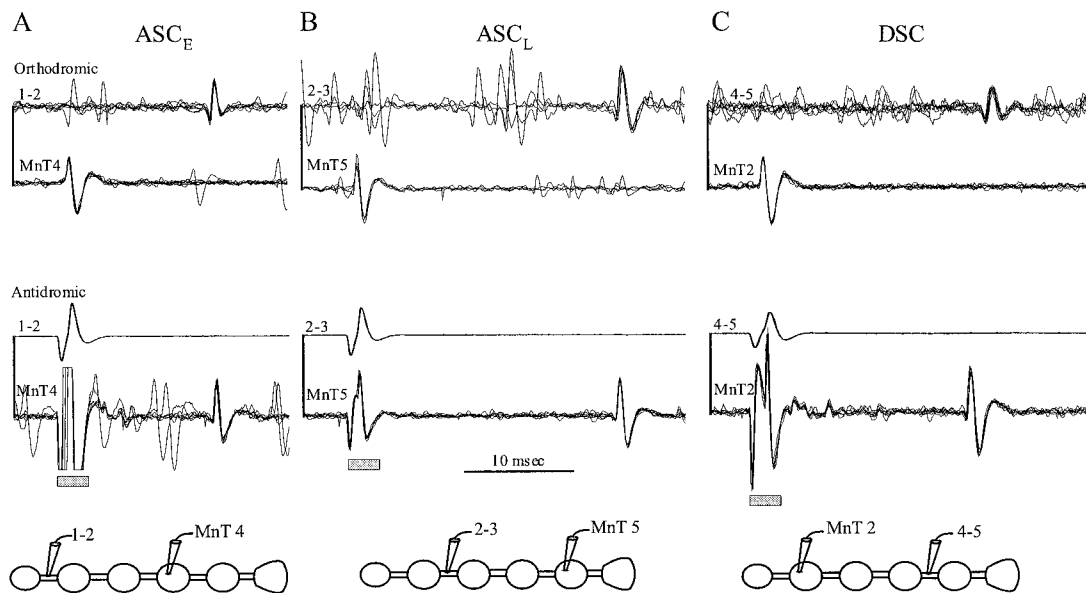 A
ASC_E
Orthodromic
1-2
MnT4
Antidromic
1-2
MnT4
1-2
MnT 4
B
ASC_L
2-3
MnT5
2-3
MnT5
10 msec
2-3
MnT 5
C
DSC
4-5
MnT2
4-5
MnT2
MnT 2
4-5